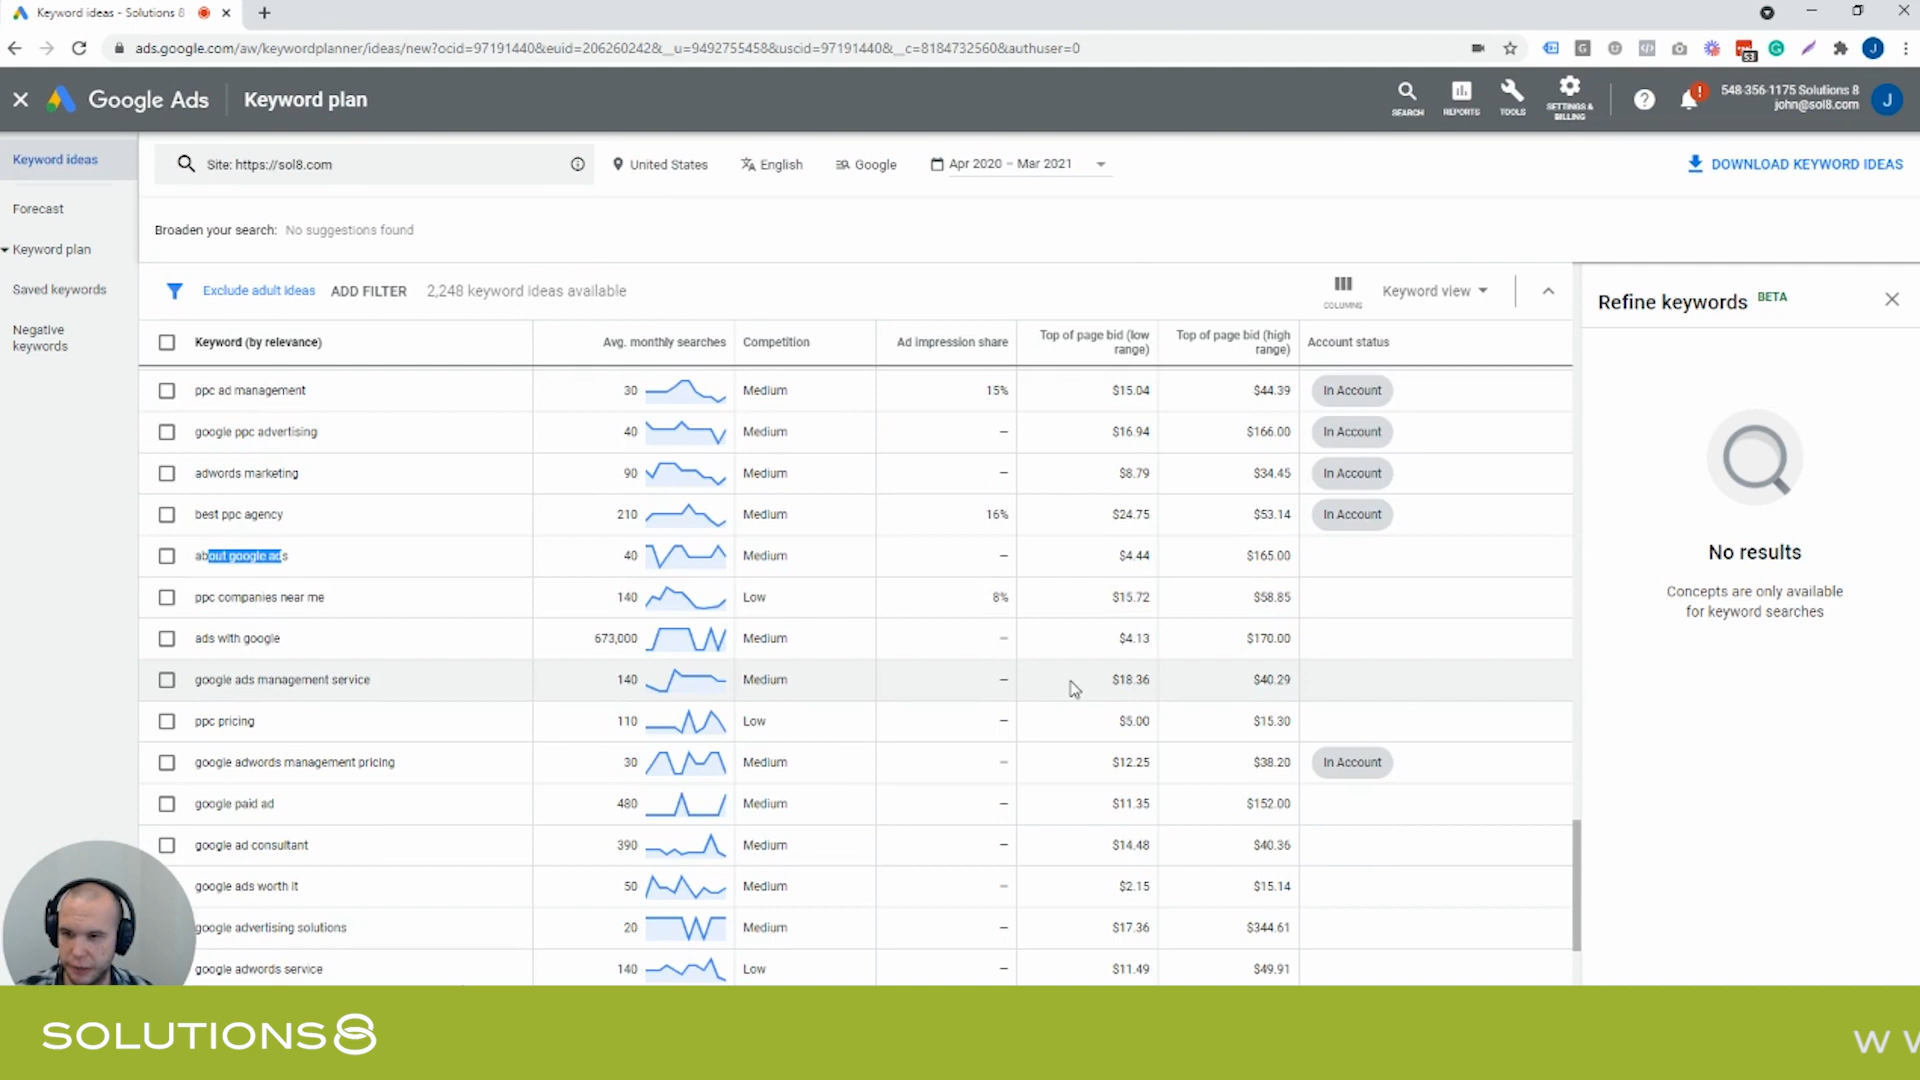 Keyword ideas - Solutions 8
ads.google.com/aw/keywordplanner/ideas/new?ocid=97191440&euid=206260242&__u=9492755458&uscid=97191440&__c=8184732560&authuser=0
53
J
Google Ads
Keyword plan
SEARCH
REPORTS
TOOLS
SETTINGS & BILLING
548-356-1175 Solutions 8
john@sol8.com
J
Keyword ideas
Forecast
Keyword plan
Saved keywords
Negative
keywords
Site: https://sol8.com
United States
English
Google
Apr 2020 – Mar 2021
DOWNLOAD KEYWORD IDEAS
Broaden your search: No suggestions found
Exclude adult ideas
ADD FILTER
2,248 keyword ideas available
COLUMNS
Keyword view
Refine keywords BETA
Keyword (by relevance) Avg. monthly searches Competition Ad impression share Top of page bid (low range) Top of page bid (high range) Account status
ppc ad management 30 Medium 15% $15.04 $44.39 In Account
google ppc advertising 40 Medium – $16.94 $166.00 In Account
adwords marketing 90 Medium – $8.79 $34.45 In Account
best ppc agency 210 Medium 16% $24.75 $53.14 In Account
about google ads 40 Medium – $4.44 $165.00
ppc companies near me 140 Low 8% $15.72 $58.85
ads with google 673,000 Medium – $4.13 $170.00
google ads management service 140 Medium – $18.36 $40.29
ppc pricing 110 Low – $5.00 $15.30
google adwords management pricing 30 Medium – $12.25 $38.20 In Account
google paid ad 480 Medium – $11.35 $152.00
google ad consultant 390 Medium – $14.48 $40.36
google ads worth it 50 Medium – $2.15 $15.14
google advertising solutions 20 Medium – $17.36 $344.61
google adwords service 140 Low – $11.49 $49.91
No results
Concepts are only available
for keyword searches
SOLUTIONS 8
W